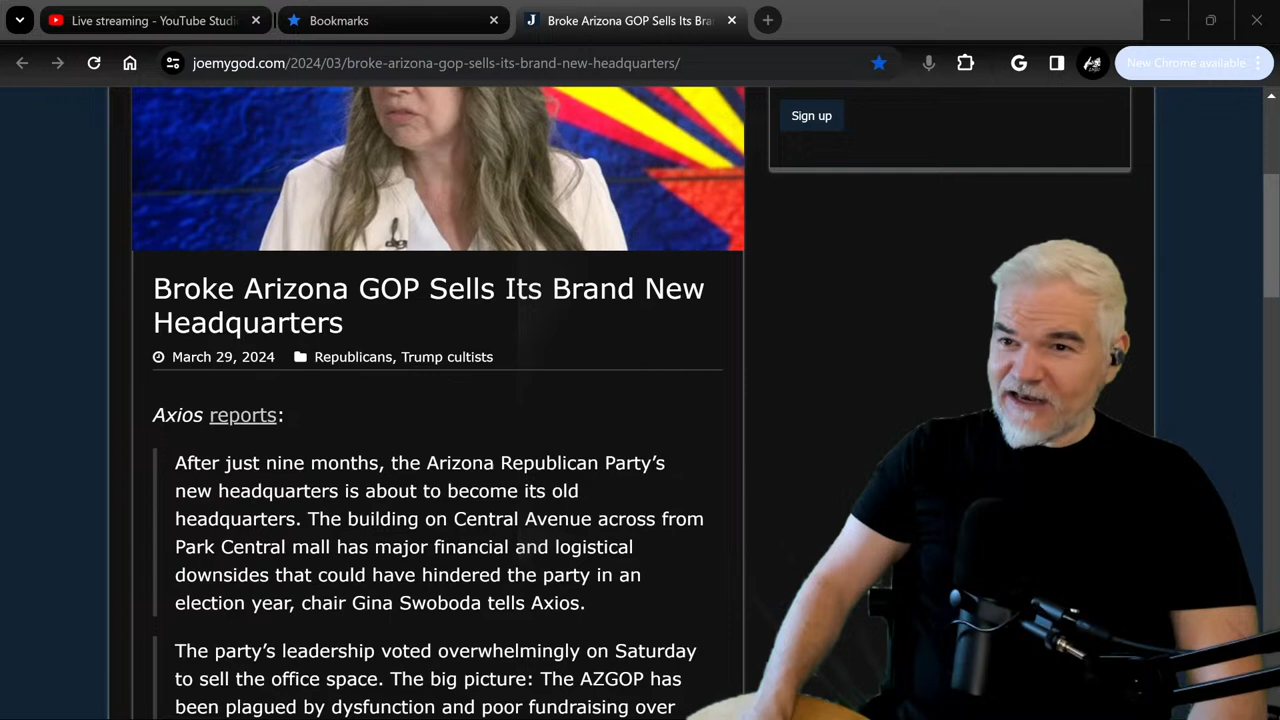 Live streaming - YouTube Studi
Bookmarks
J Broke Arizona GOP Sells Its Bra
joemygod.com/2024/03/broke-arizona-gop-sells-its-brand-new-headquarters/
G
New Chrome available
Sign up
Broke Arizona GOP Sells Its Brand New
Headquarters
March 29, 2024 Republicans, Trump cultists
Axios reports:
After just nine months, the Arizona Republican Party’s
new headquarters is about to become its old
headquarters. The building on Central Avenue across from
Park Central mall has major financial and logistical
downsides that could have hindered the party in an
election year, chair Gina Swoboda tells Axios.
The party’s leadership voted overwhelmingly on Saturday
to sell the office space. The big picture: The AZGOP has
been plagued by dysfunction and poor fundraising over